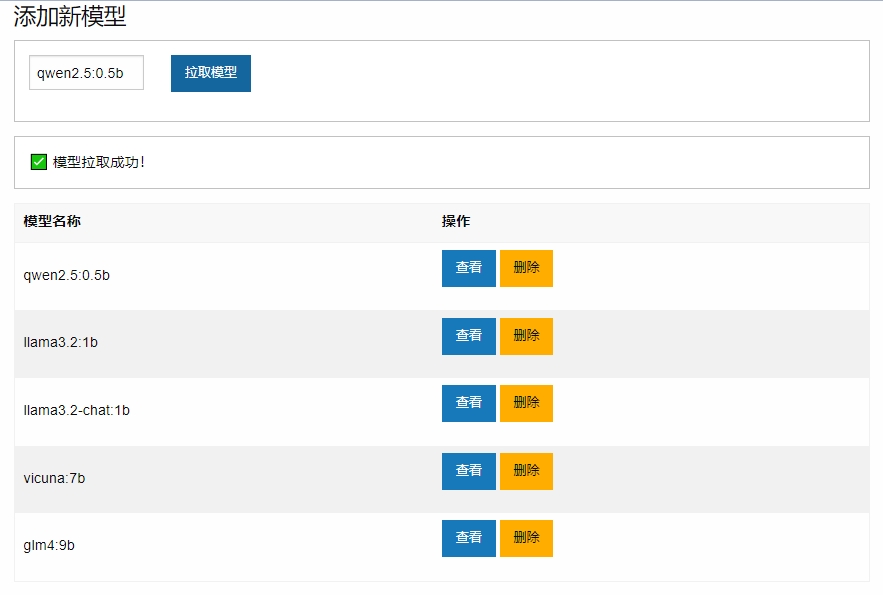 添加新模型
qwen2.5:0.5b 拉取模型
✅ 模型拉取成功!
模型名称 操作
qwen2.5:0.5b 查看 删除
llama3.2:1b 查看 删除
llama3.2-chat:1b 查看 删除
vicuna:7b 查看 删除
glm4:9b 查看 删除